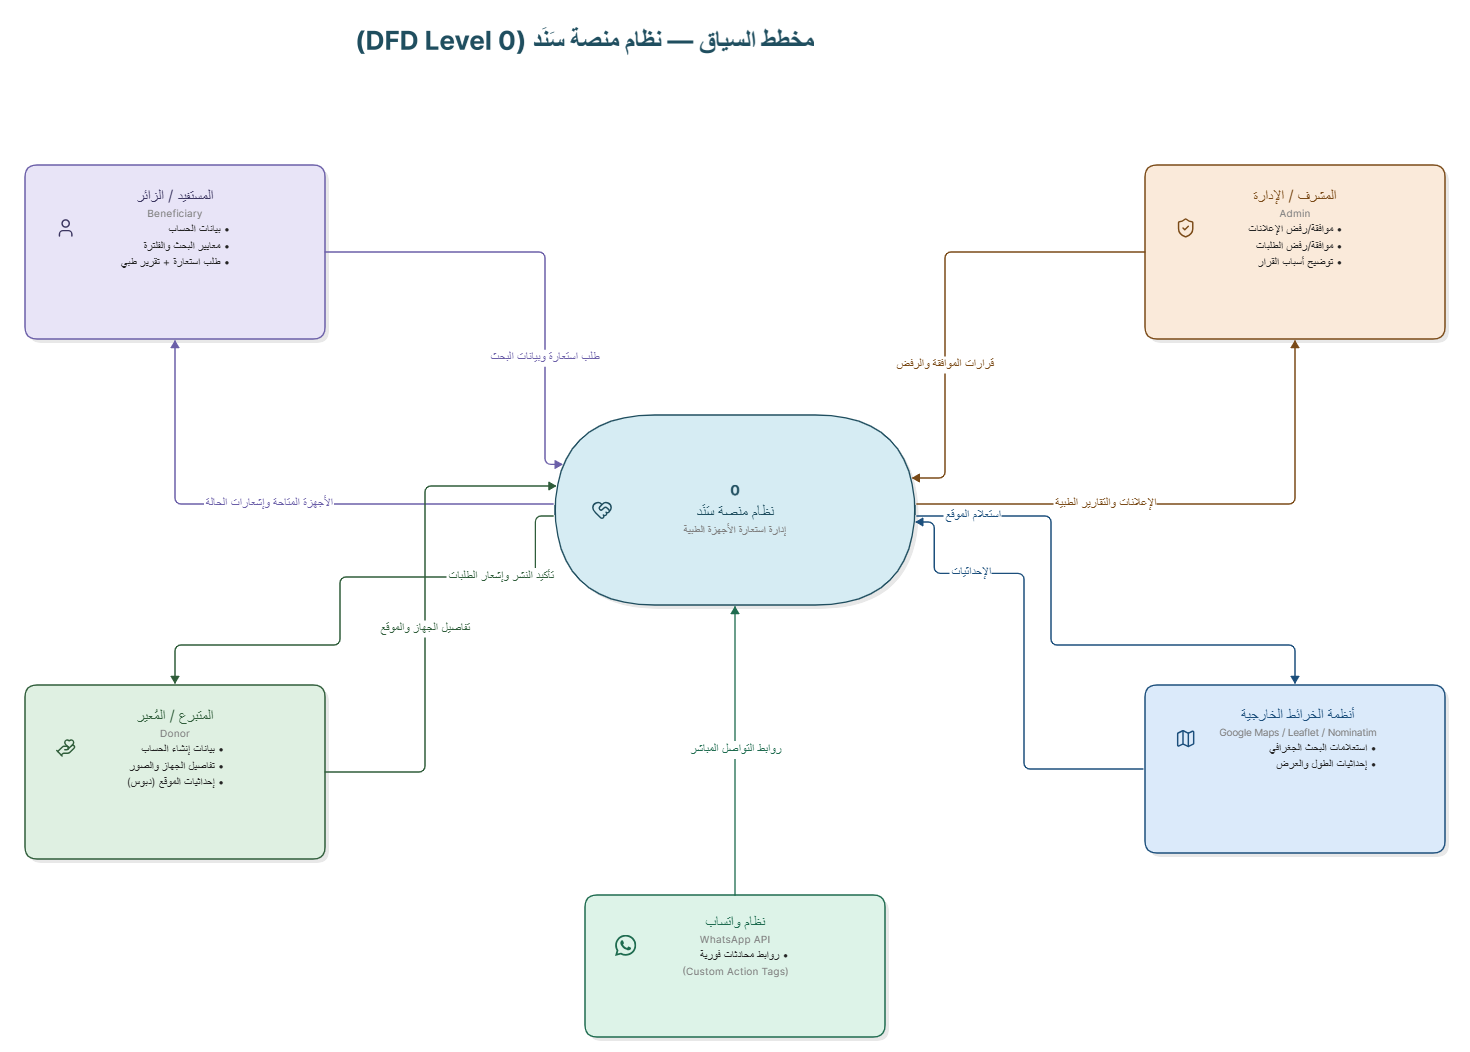 مخطط السياق — نظام منصة سَنَد (DFD Level 0)
المستفيد / الزائر
Beneficiary
• بيانات الحساب
• معايير البحث والفلترة
• طلب استعارة + تقرير طبي
المشرف / الإدارة
Admin
• موافقة/رفض الإعلانات
• موافقة/رفض الطلبات
• توضيح أسباب القرار
طلب استعارة وبيانات البحث
قرارات الموافقة والرفض
0
نظام منصة سَنَد
إدارة استعارة الأجهزة الطبية
الأجهزة المتاحة وإشعارات الحالة
الإعلانات والتقارير الطبية
استعلام الموقع
الإحداثيات
تأكيد النشر وإشعار الطلبات
تفاصيل الجهاز والموقع
المتبرع / المُعير
Donor
• بيانات إنشاء الحساب
• تفاصيل الجهاز والصور
• إحداثيات الموقع (دبوس)
أنظمة الخرائط الخارجية
Google Maps / Leaflet / Nominatim
• استعلامات البحث الجغرافي
• إحداثيات الطول والعرض
روابط التواصل المباشر
نظام واتساب
WhatsApp API
• روابط محادثات فورية
(Custom Action Tags)